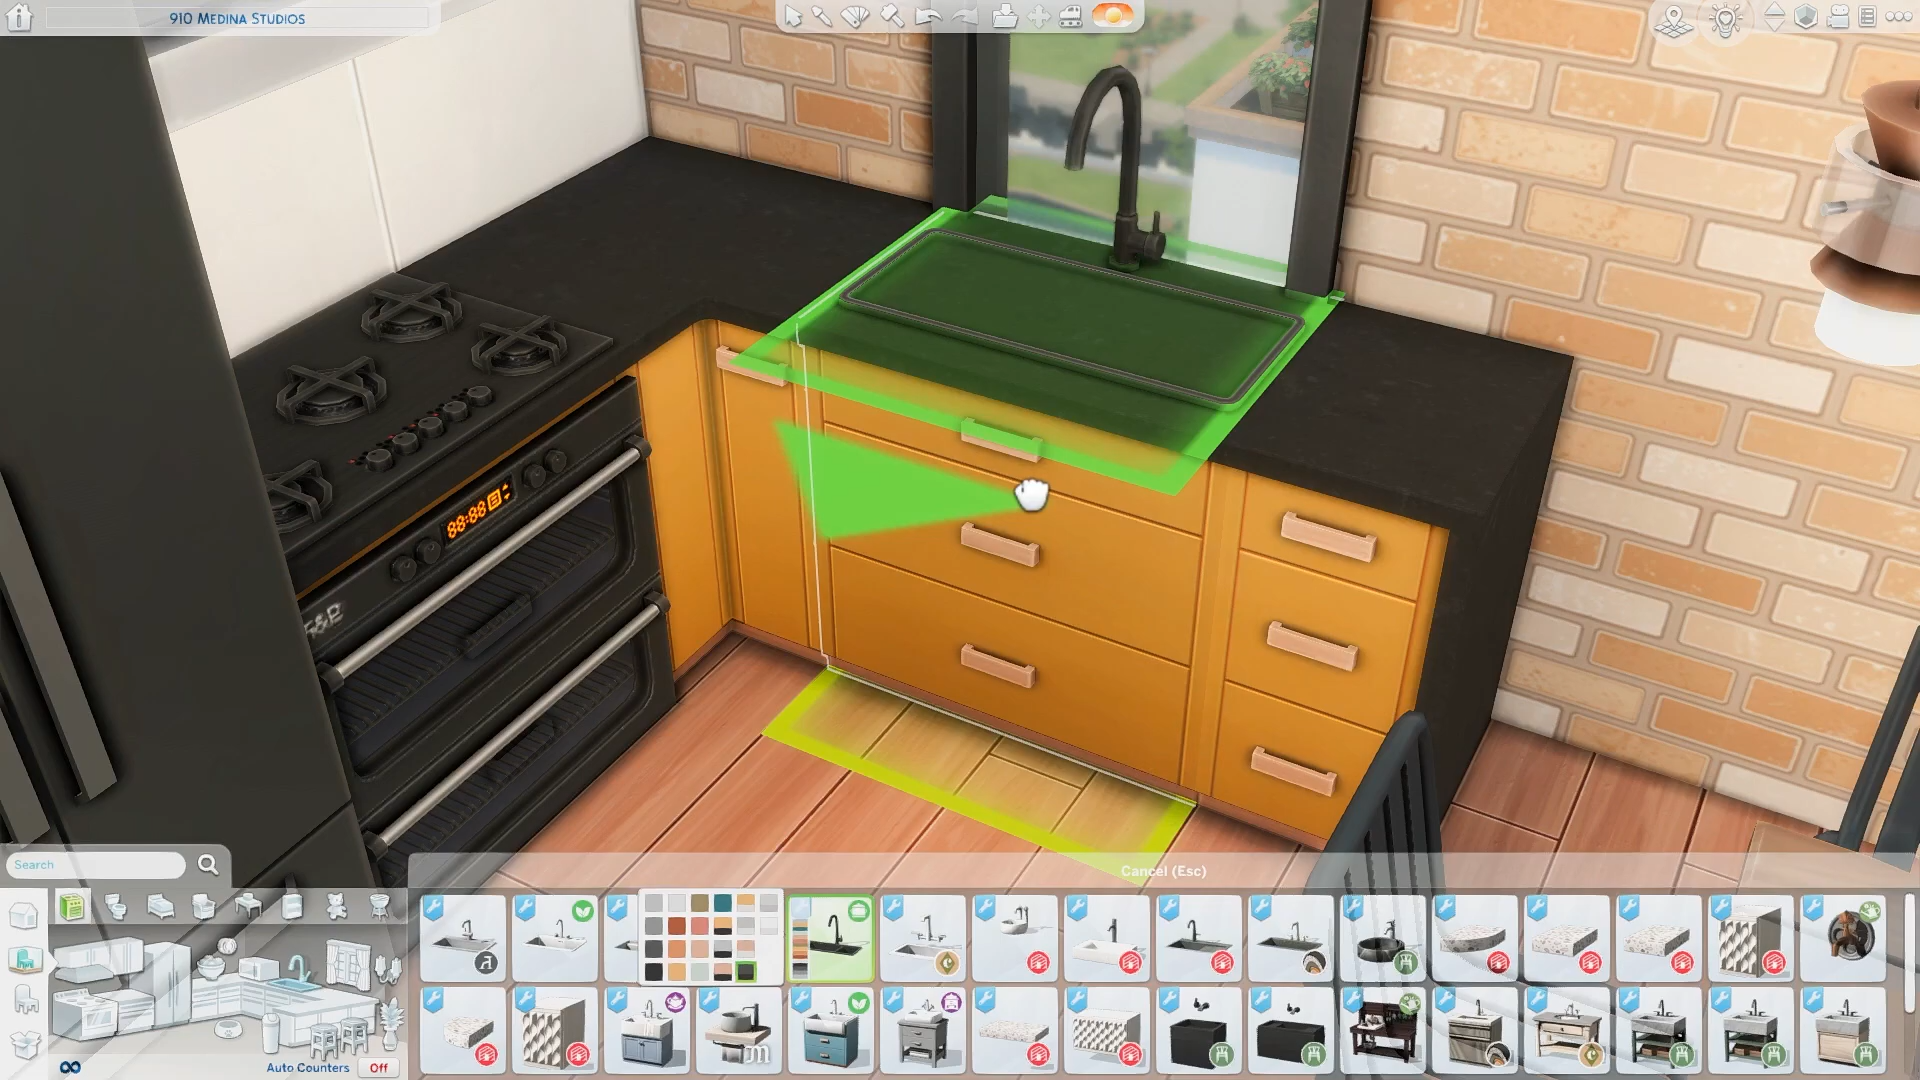 910 MEDINA STUDIOS
88:88
Search
Cancel (Esc)
Auto Counters
Off